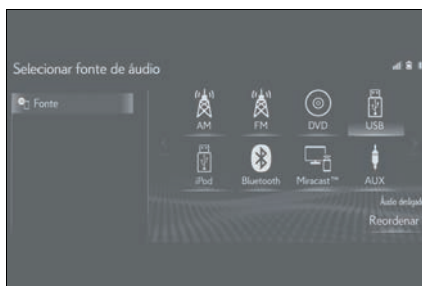 Selecionar fonte de áudio
Fonte
AM FM DVD USB
iPod Bluetooth Miracast™ AUX
Áudio desligado
Reordenar